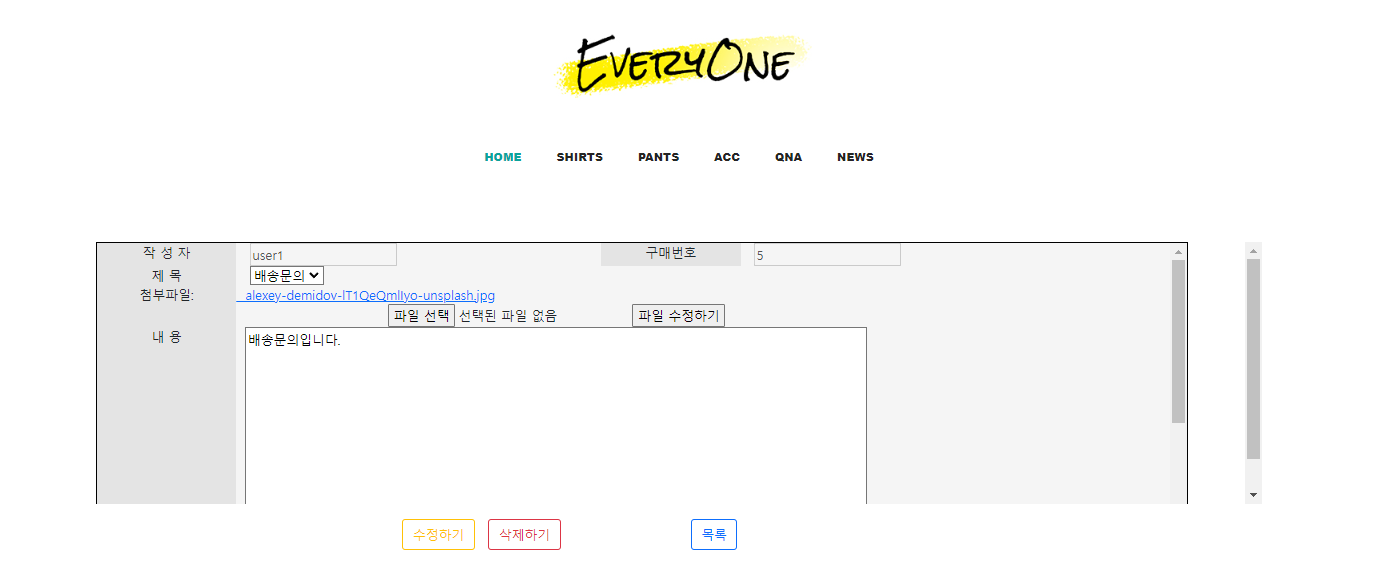 EVERYONE
HOME SHIRTS PANTS ACC QNA NEWS
작 성 자 user1 구매번호 5
제 목 배송문의
첨부파일: alexey-demidov-lT1QeQmIIyo-unsplash.jpg
파일 선택 선택된 파일 없음 파일 수정하기
내 용 배송문의입니다.
수정하기 삭제하기 목록